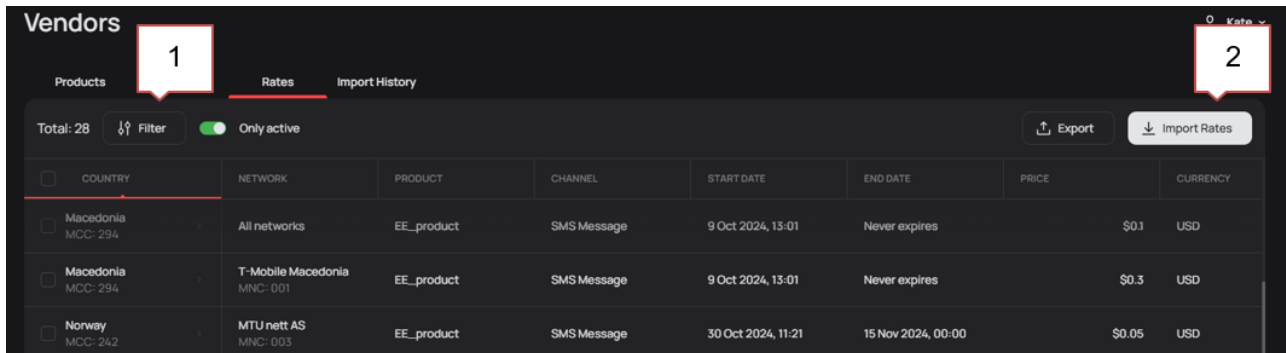 Vendors
Kate
1
2
Products
Rates
Import History
Total: 28
Filter
Only active
Export
Import Rates
COUNTRY
NETWORK
PRODUCT
CHANNEL
START DATE
END DATE
PRICE
CURRENCY
Macedonia
MCC: 294
All networks
EE_product
SMS Message
9 Oct 2024, 13:01
Never expires
$0.1
USD
Macedonia
MCC: 294
T-Mobile Macedonia
MNC: 001
EE_product
SMS Message
9 Oct 2024, 13:01
Never expires
$0.3
USD
Norway
MCC: 242
MTU nett AS
MNC: 003
EE_product
SMS Message
30 Oct 2024, 11:21
15 Nov 2024, 00:00
$0.05
USD